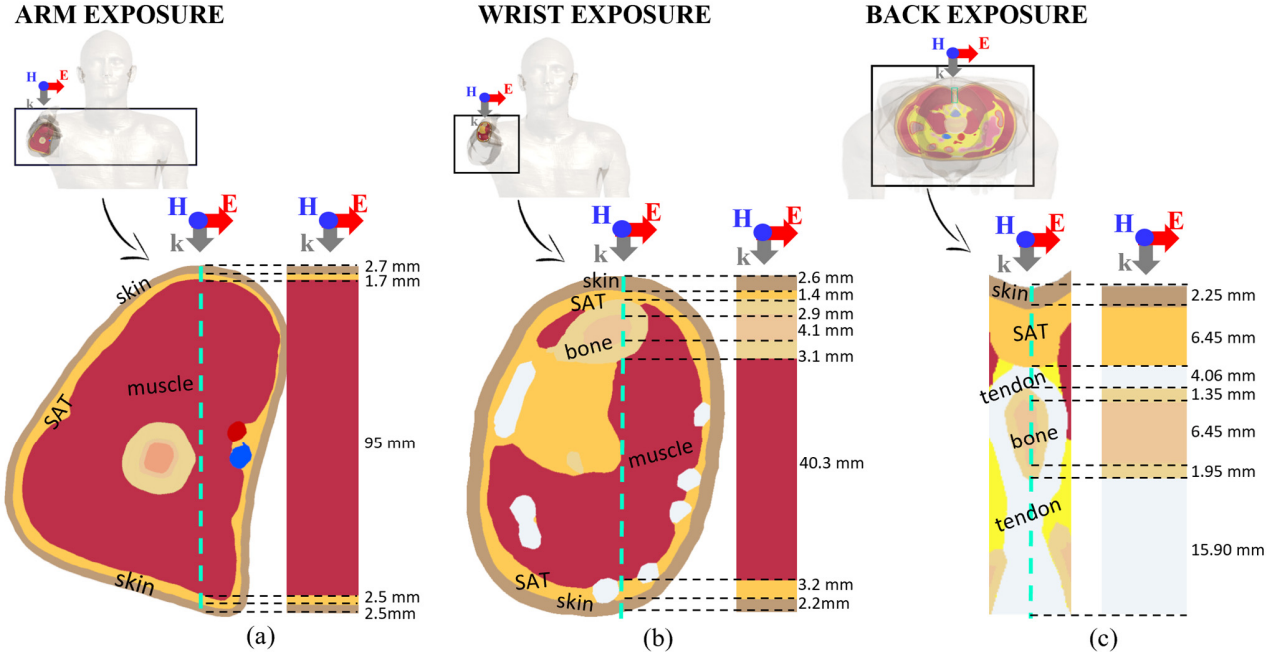 ARM EXPOSURE
WRIST EXPOSURE
BACK EXPOSURE
H E
k
H E
k
H E
k
H E
k
E
skin
SAT
muscle
skin
2.7 mm
1.7 mm
95 mm
2.5 mm
2.5mm
(a)
H E
k
H E
k
skin
SAT
bone
muscle
SAT
skin
2.6 mm
1.4 mm
2.9 mm
4.1 mm
3.1 mm
40.3 mm
3.2 mm
2.2mm
(b)
H E
k
H E
k
skin
SAT
tendon
bone
tendon
2.25 mm
6.45 mm
4.06 mm
1.35 mm
6.45 mm
1.95 mm
15.90 mm
(c)